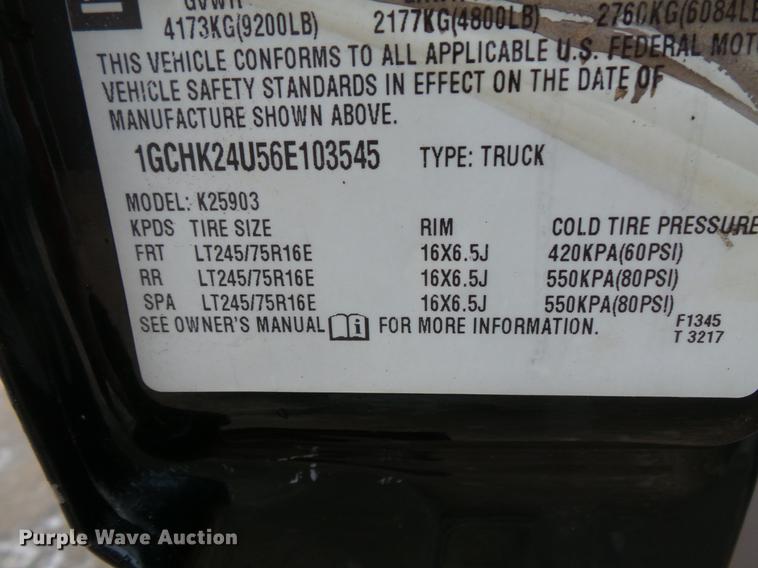 GVWR
4173KG(9200LB) 2177KG(4800LB) 2760KG(6084LB
THIS VEHICLE CONFORMS TO ALL APPLICABLE U.S. FEDERAL MOT
VEHICLE SAFETY STANDARDS IN EFFECT ON THE DATE OF
MANUFACTURE SHOWN ABOVE.
1GCHK24U56E103545 TYPE: TRUCK
MODEL: K25903
KPDS TIRE SIZE RIM COLD TIRE PRESSURE
FRT LT245/75R16E 16X6.5J 420KPA(60PSI)
RR LT245/75R16E 16X6.5J 550KPA(80PSI)
SPA LT245/75R16E 16X6.5J 550KPA(80PSI)
SEE OWNER'S MANUAL FOR MORE INFORMATION. F1345
T 3217
Purple Wave Auction